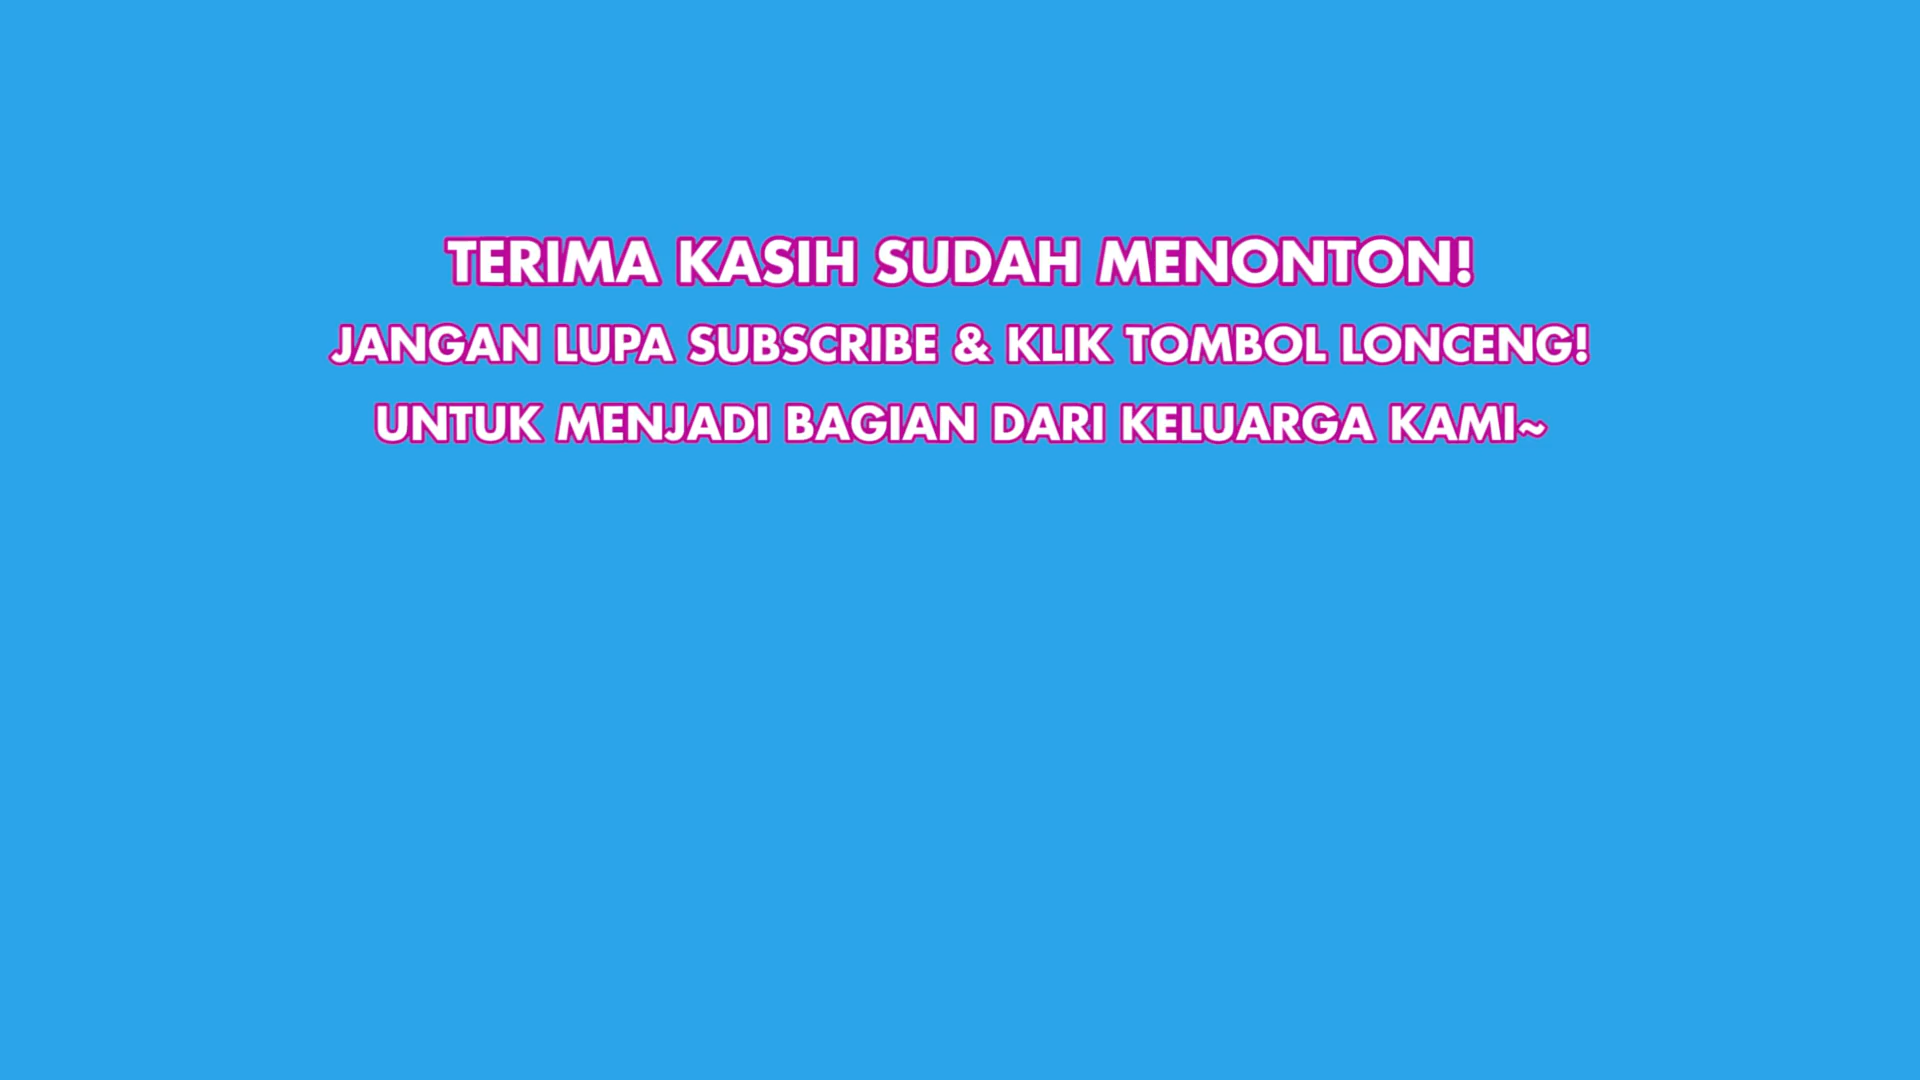 TERIMA KASIH SUDAH MENONTON!
JANGAN LUPA SUBSCRIBE & KLIK TOMBOL LONCENG!
UNTUK MENJADI BAGIAN DARI KELUARGA KAMI~